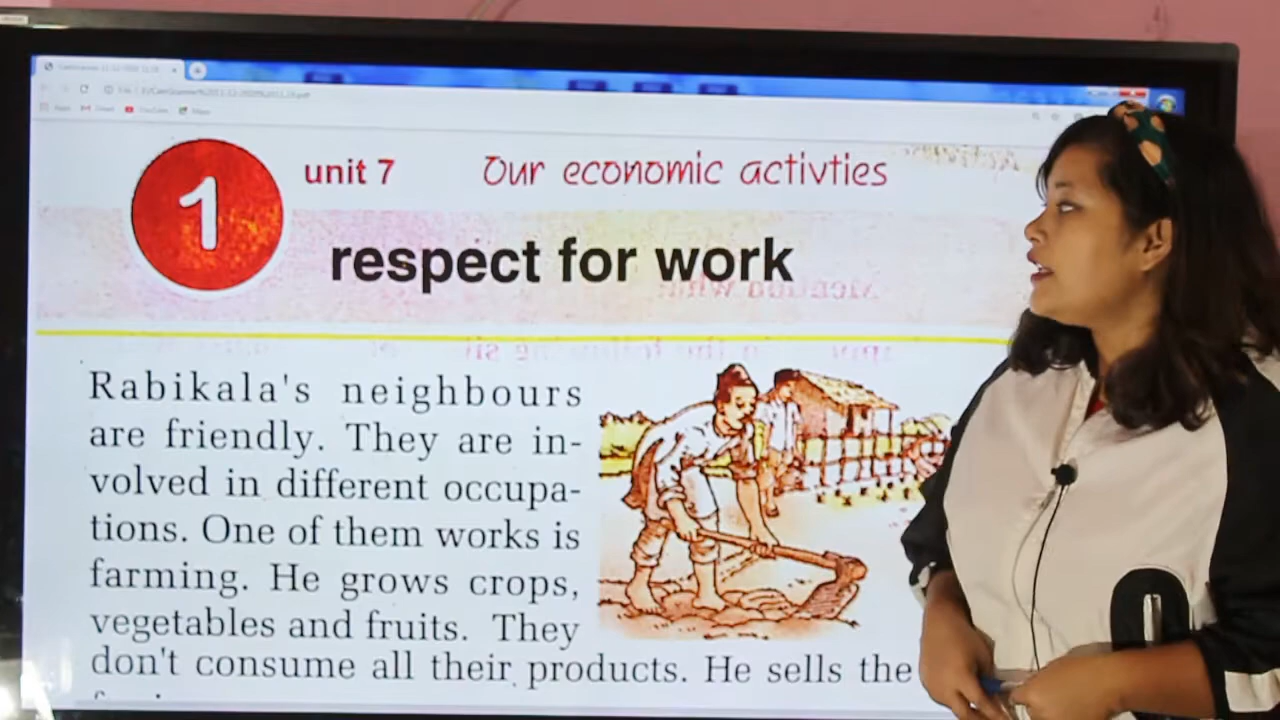 1
unit 7
Our economic activties
respect for work
Rabikala's neighbours
are friendly. They are in-
volved in different occupa-
tions. One of them works is
farming. He grows crops,
vegetables and fruits. They
don't consume all their products. He sells the